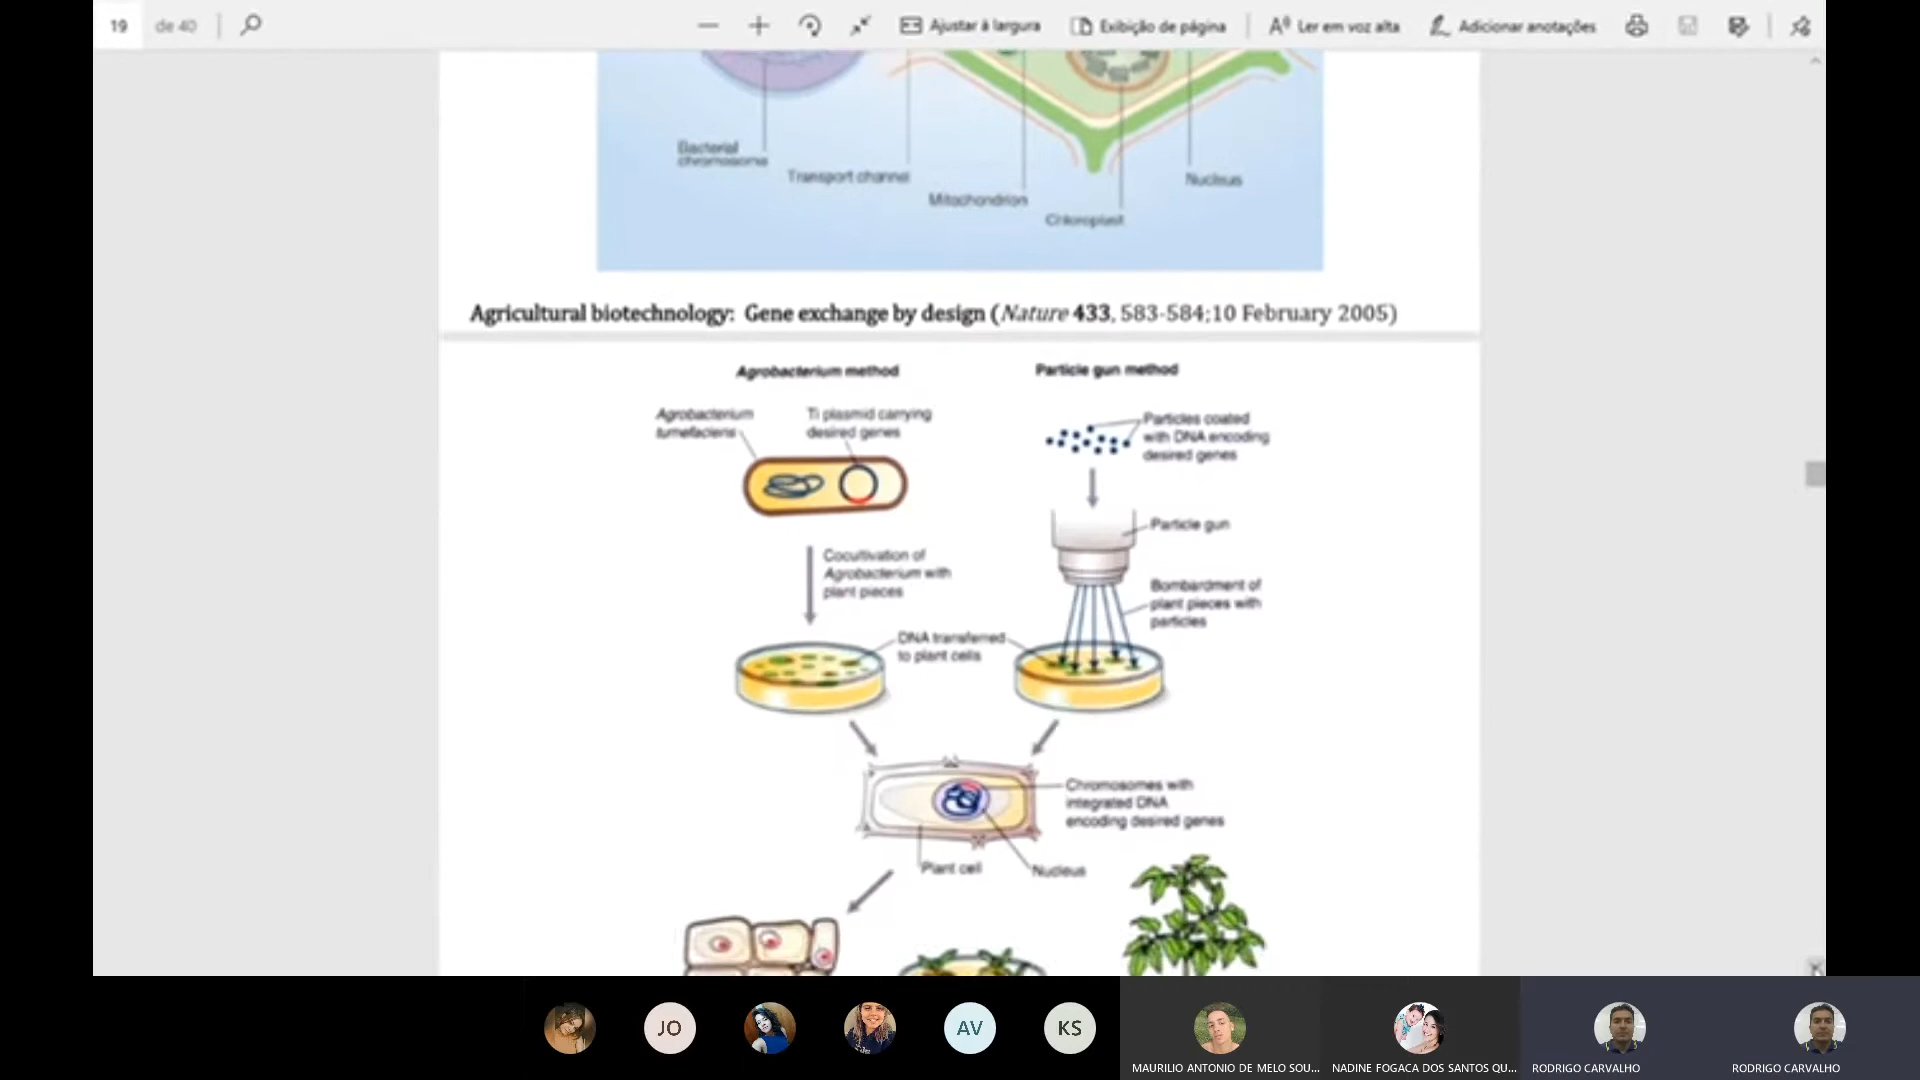 19 de 40
Ajustar à largura
Exibição de página
Ler em voz alta
Adicionar anotações
Bacterial
chromosome
Transport channel
Mitochondrion
Chloroplast
Nucleus
Agricultural biotechnology: Gene exchange by design (Nature 433, 583-584;10 February 2005)
Agrobacterium method
Agrobacterium
tumefaciens
Ti plasmid carrying
desired genes
Cocultivation of
Agrobacterium with
plant pieces
Particle gun method
Particles coated
with DNA encoding
desired genes
Particle gun
Bombardment of
plant pieces with
particles
DNA transferred
to plant cells
Chromosomes with
integrated DNA
encoding desired genes
Plant cell
Nucleus
JO
AV
KS
MAURILIO ANTONIO DE MELO SOU...
NADINE FOGACA DOS SANTOS QU...
RODRIGO CARVALHO
RODRIGO CARVALHO